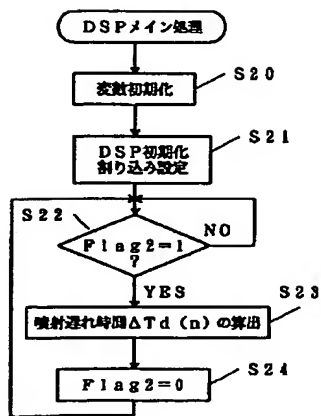 DSPメイン処理
S20
変数初期化
S21
DSP初期化
割り込み設定
S22
Flag2=1
?
NO
YES
S23
噴射遅れ時間ΔTd(n)の算出
S24
Flag2=0